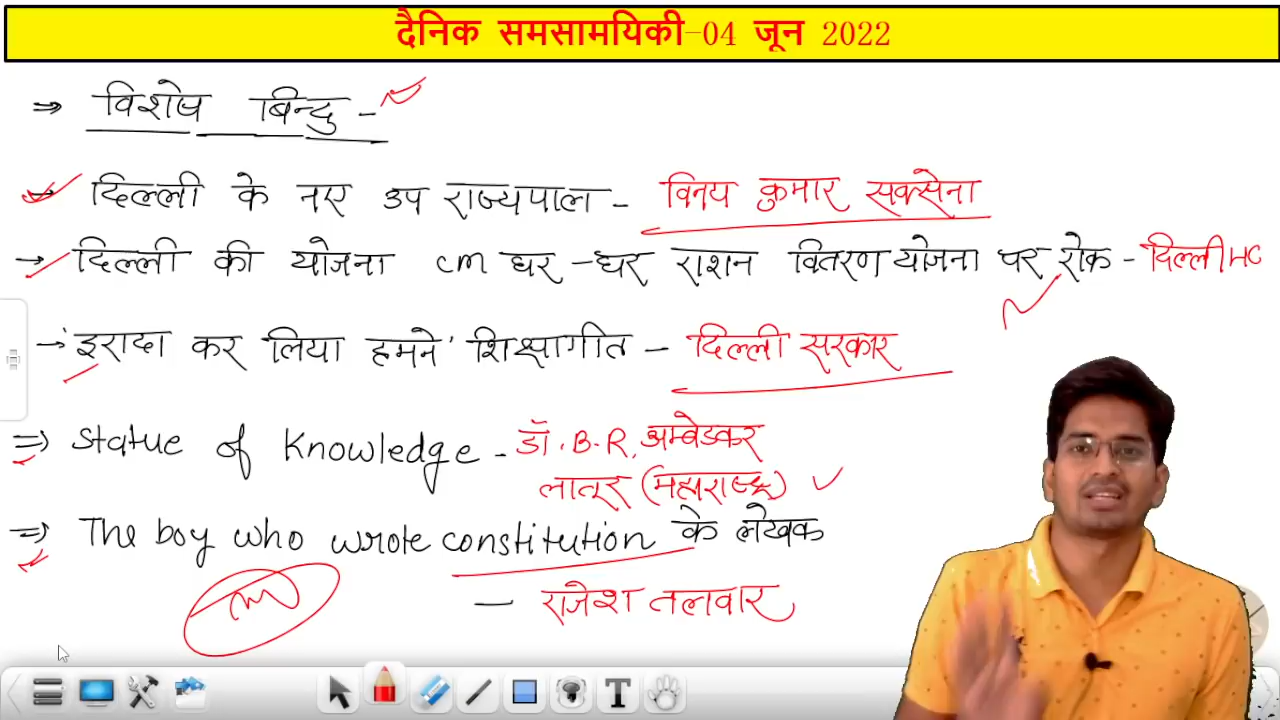 दैनिक समसामयिकी-04 जून 2022
⇒ विशेष बिन्दु -
→ दिल्ली के नए उप राज्यपाल - विनय कुमार सक्सेना
→ दिल्ली की योजना CM घर-घर राशन वितरण योजना पर रोक - दिल्ली HC
→ 'इरादा कर लिया हमने' शिक्षागीत - दिल्ली सरकार
⇒ Statue of Knowledge - डॉ. B.R. अम्बेडकर
लातूर (महाराष्ट्र)
⇒ The boy who wrote constitution के लेखक
- राजेश तलवार
T